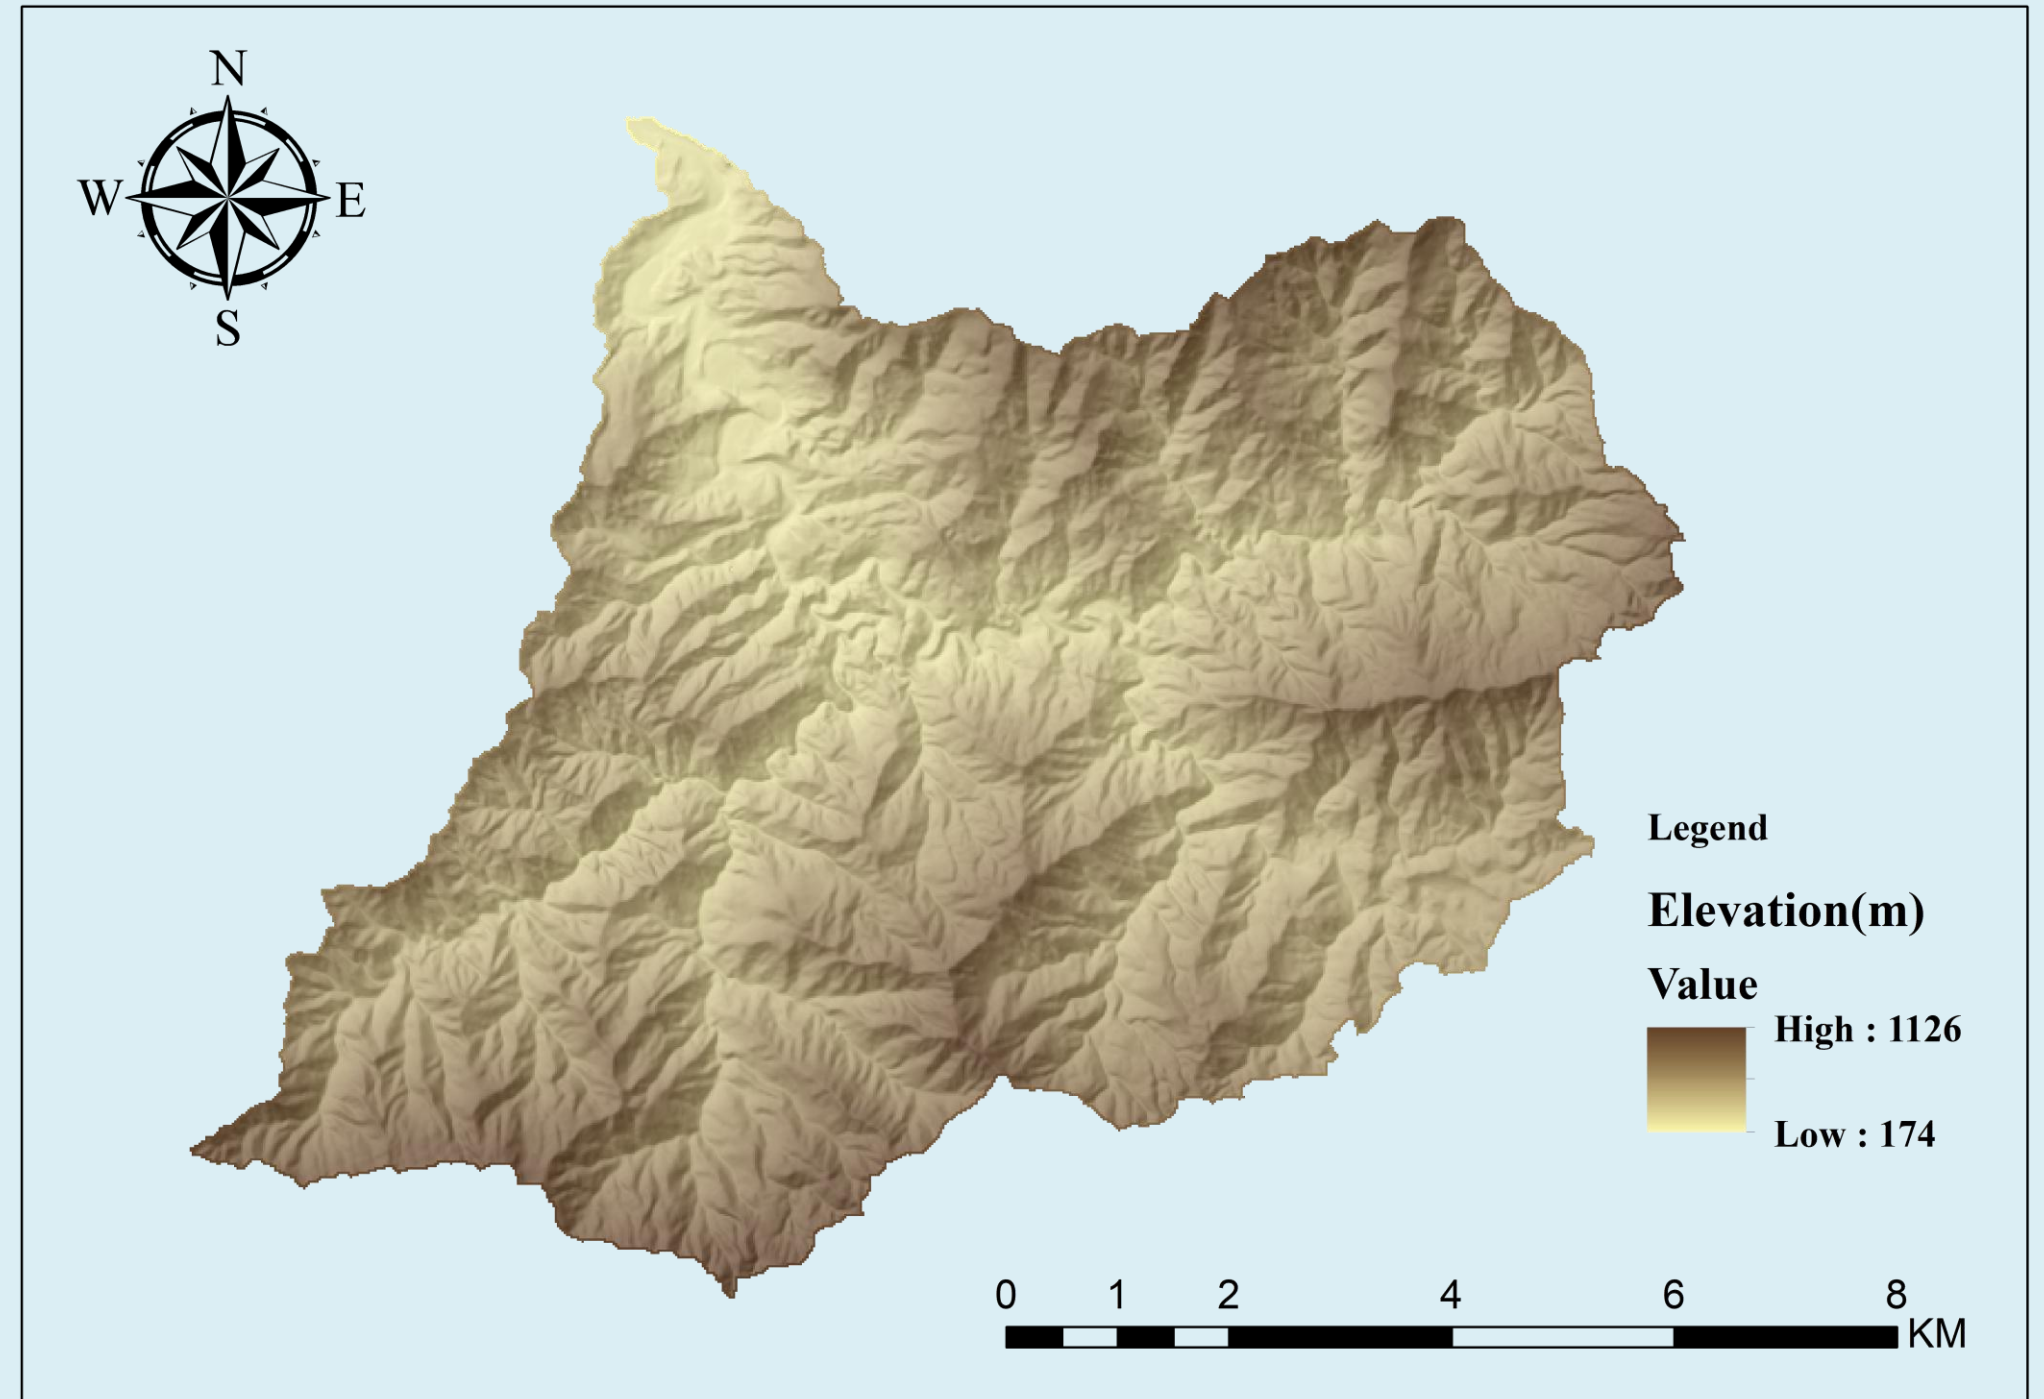 N
W E
S
Legend
Elevation(m)
Value
High : 1126
Low : 174
0 1 2 4 6 8
KM